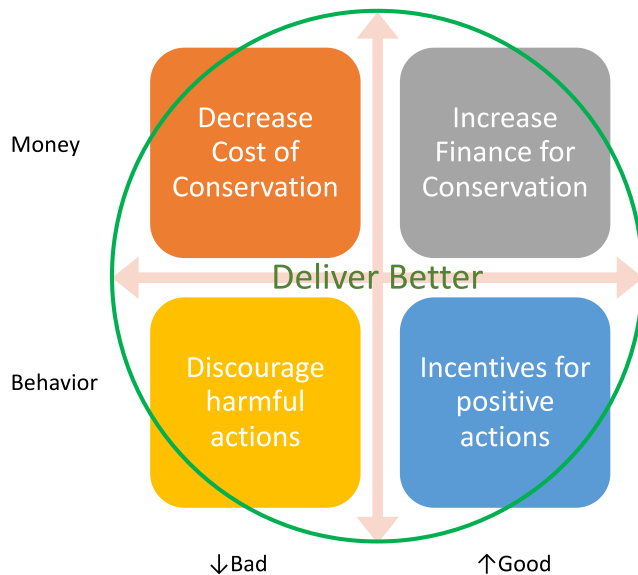 Money
Decrease
Cost of
Conservation
Increase
Finance for
Conservation
Deliver Better
Behavior
Discourage
harmful
actions
Incentives for
positive
actions
↓Bad
↑Good